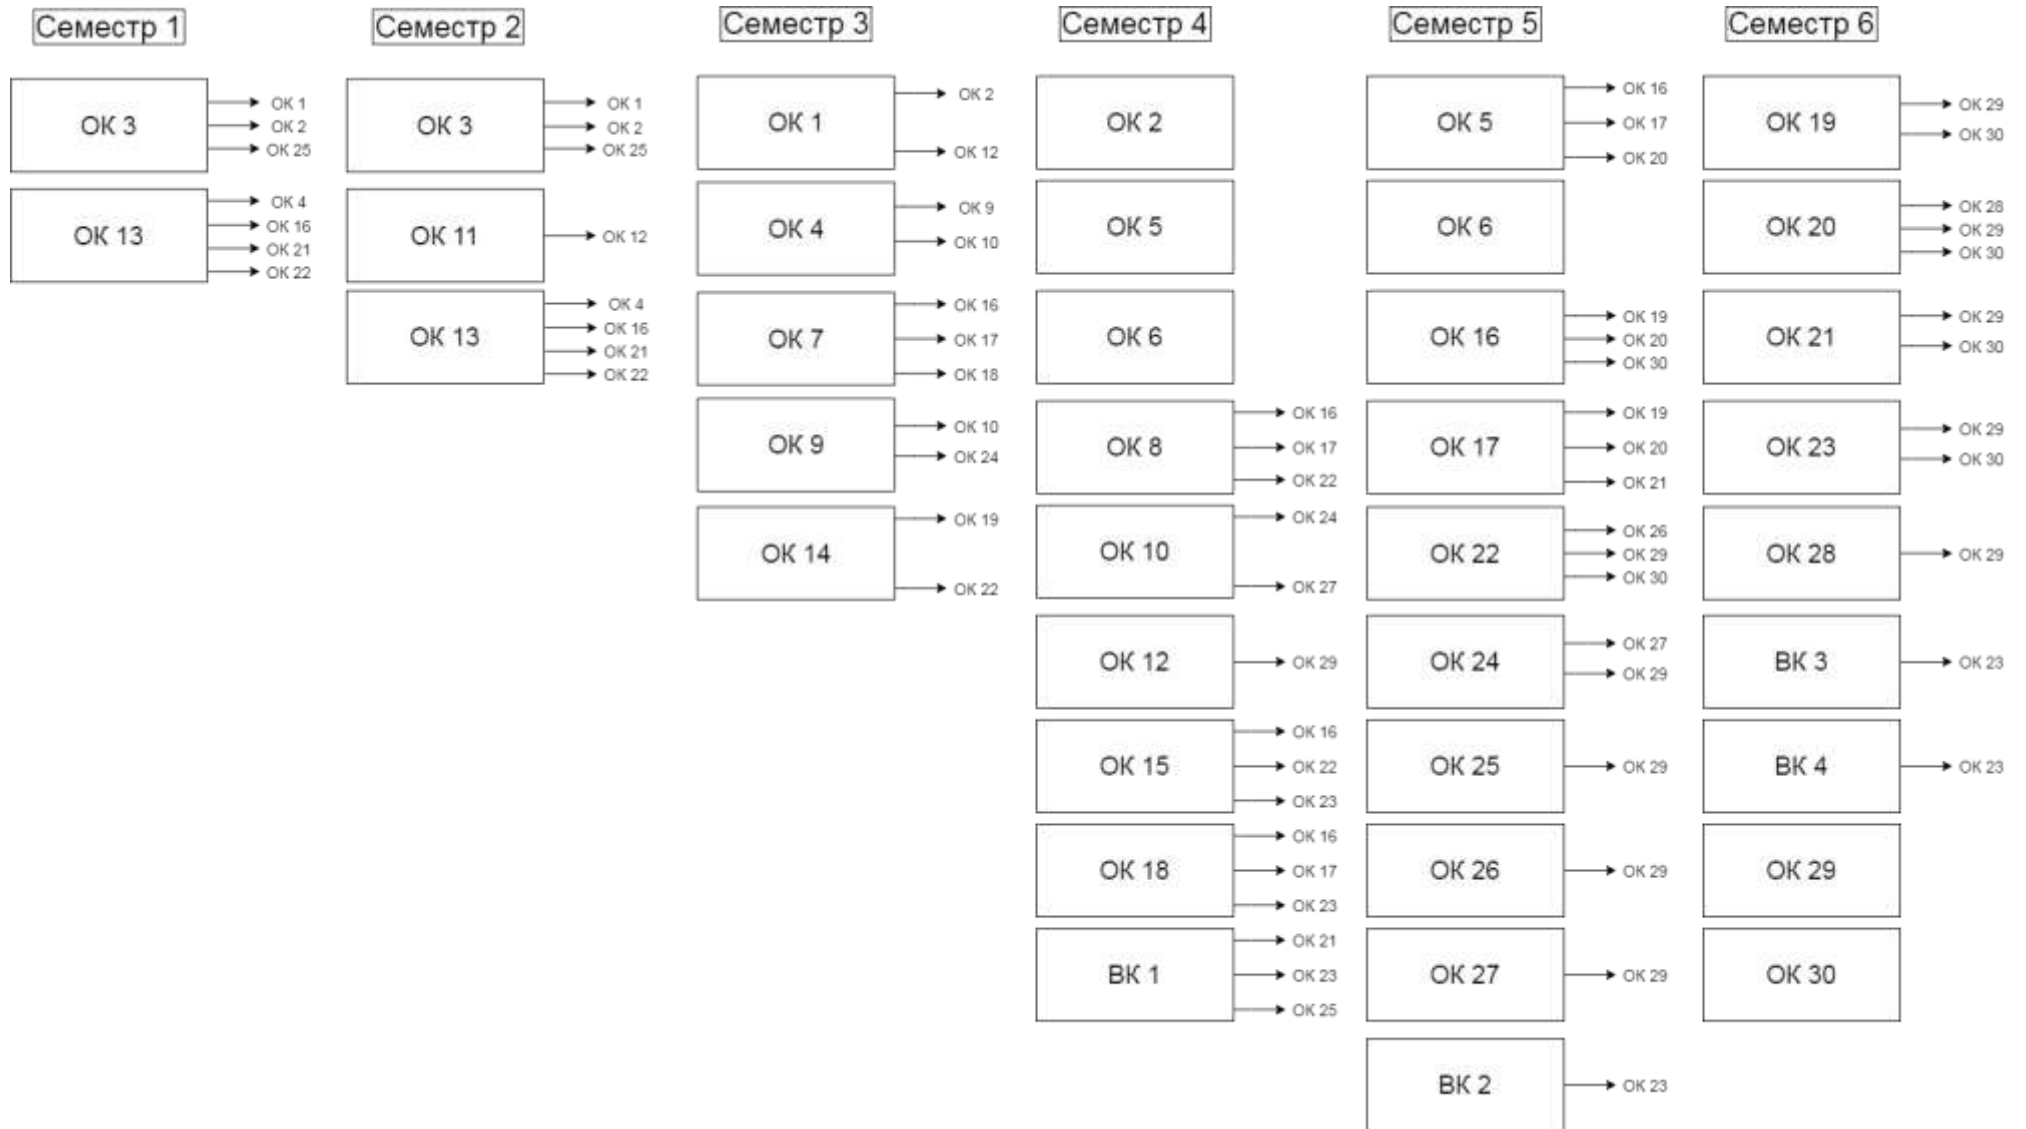 Семестр 1
ОК 3
ОК 1
ОК 2
ОК 25
ОК 13
ОК 4
ОК 16
ОК 21
ОК 22
Семестр 2
ОК 3
ОК 1
ОК 2
ОК 25
ОК 11
ОК 12
ОК 13
ОК 4
ОК 16
ОК 21
ОК 22
Семестр 3
ОК 1
ОК 2
ОК 12
ОК 4
ОК 9
ОК 10
ОК 7
ОК 16
ОК 17
ОК 18
ОК 9
ОК 10
ОК 24
ОК 14
ОК 19
ОК 22
Семестр 4
ОК 2
ОК 5
ОК 6
ОК 8
ОК 16
ОК 17
ОК 22
ОК 10
ОК 24
ОК 27
ОК 12
ОК 29
ОК 15
ОК 16
ОК 22
ОК 23
ОК 18
ОК 16
ОК 17
ОК 23
ВК 1
ОК 21
ОК 23
ОК 25
Семестр 5
ОК 5
ОК 16
ОК 17
ОК 20
ОК 6
ОК 16
ОК 19
ОК 20
ОК 30
ОК 17
ОК 19
ОК 20
ОК 21
ОК 22
ОК 26
ОК 29
ОК 30
ОК 24
ОК 27
ОК 29
ОК 25
ОК 29
ОК 26
ОК 29
ОК 27
ОК 29
ВК 2
ОК 23
Семестр 6
ОК 19
ОК 29
ОК 30
ОК 20
ОК 28
ОК 29
ОК 30
ОК 21
ОК 29
ОК 30
ОК 23
ОК 29
ОК 30
ОК 28
ОК 29
ВК 3
ОК 23
ВК 4
ОК 23
ОК 29
ОК 30